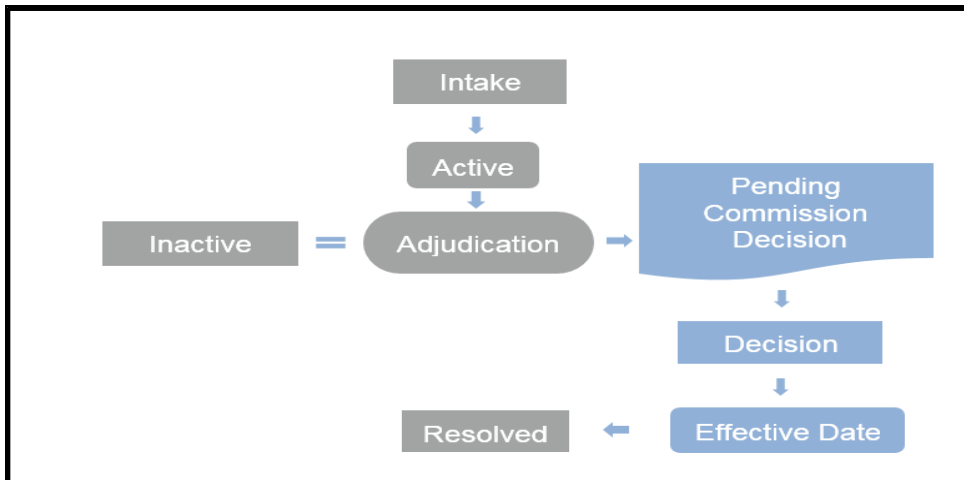 Intake
Active
Inactive
Adjudication
Pending
Commission
Decision
Decision
Effective Date
Resolved